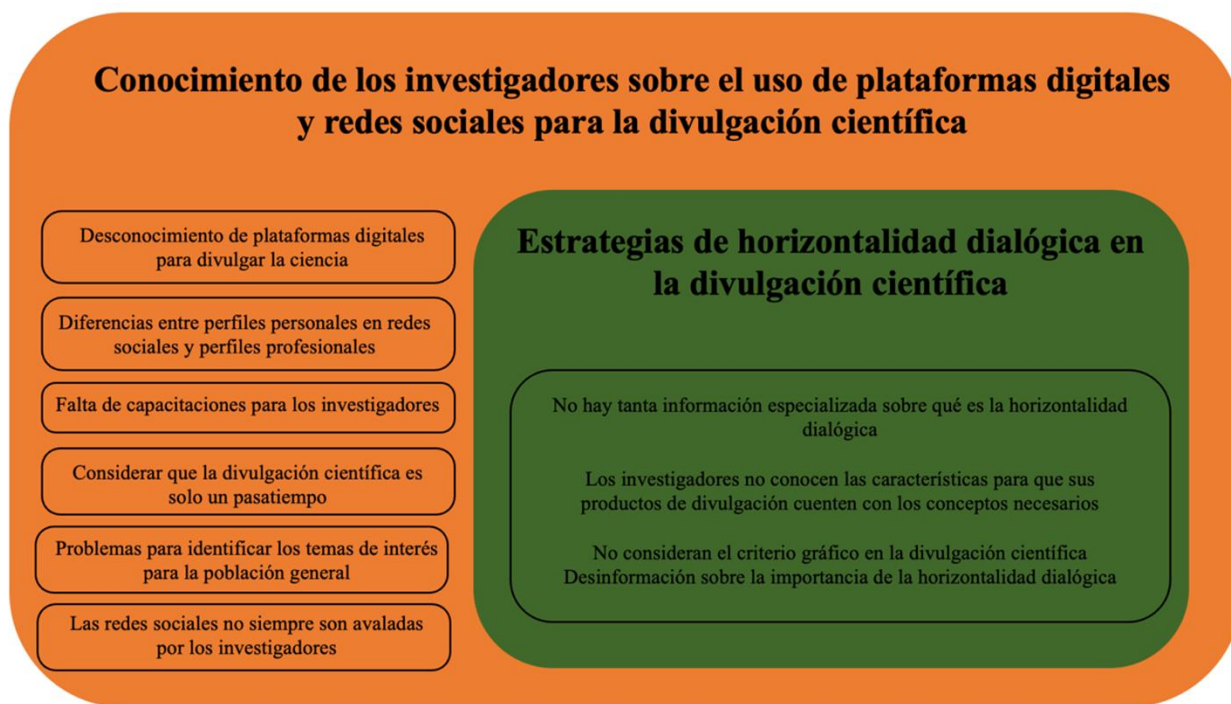 Conocimiento de los investigadores sobre el uso de plataformas digitales
y redes sociales para la divulgación científica
Desconocimiento de plataformas digitales
para divulgar la ciencia
Diferencias entre perfiles personales en redes
sociales y perfiles profesionales
Falta de capacitaciones para los investigadores
Considerar que la divulgación científica es
solo un pasatiempo
Problemas para identificar los temas de interés
para la población general
Las redes sociales no siempre son avaladas
por los investigadores
Estrategias de horizontalidad dialógica en
la divulgación científica
No hay tanta información especializada sobre qué es la horizontalidad
dialógica
Los investigadores no conocen las características para que sus
productos de divulgación cuenten con los conceptos necesarios
No consideran el criterio gráfico en la divulgación científica
Desinformación sobre la importancia de la horizontalidad dialógica